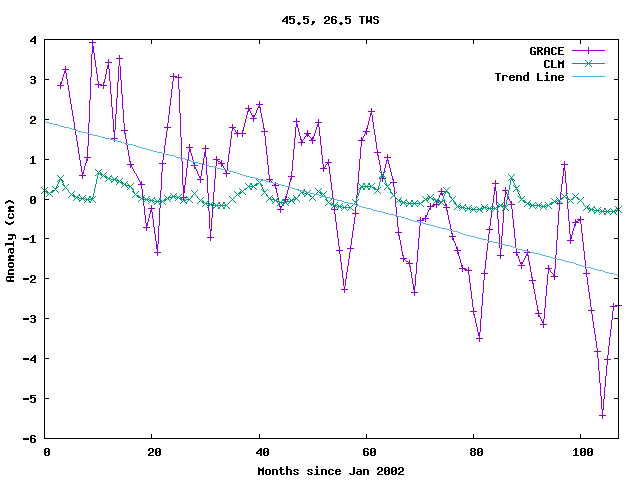 45.5, 26.5 TWS
GRACE
CLM
Trend Line
4
3
2
1
0
-1
-2
-3
-4
-5
-6
Anomaly (cm)
0 20 40 60 80 100
Months since Jan 2002